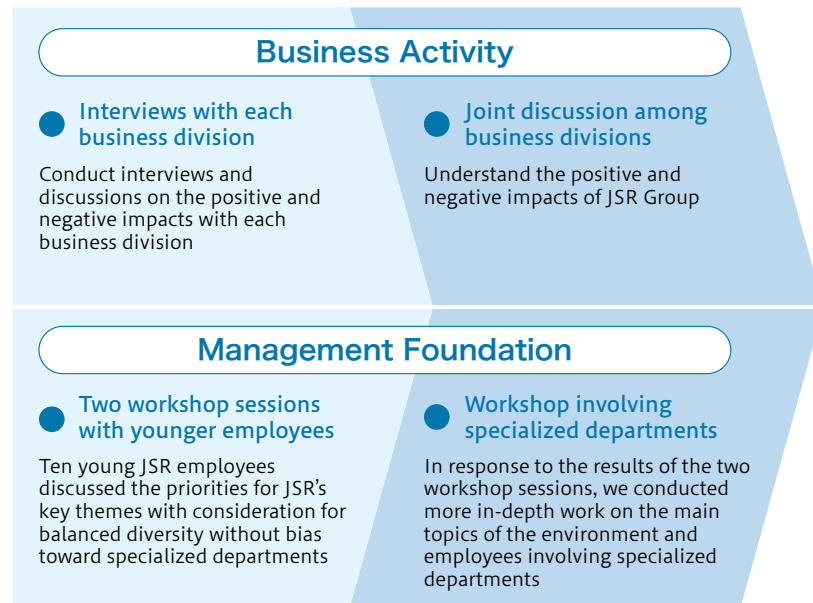 Business Activity
Interviews with each
business division
Conduct interviews and
discussions on the positive and
negative impacts with each
business division
Joint discussion among
business divisions
Understand the positive and
negative impacts of JSR Group
Management Foundation
Two workshop sessions
with younger employees
Ten young JSR employees
discussed the priorities for JSR’s
key themes with consideration for
balanced diversity without bias
toward specialized departments
Workshop involving
specialized departments
In response to the results of the two
workshop sessions, we conducted
more in-depth work on the main
topics of the environment and
employees involving specialized
departments